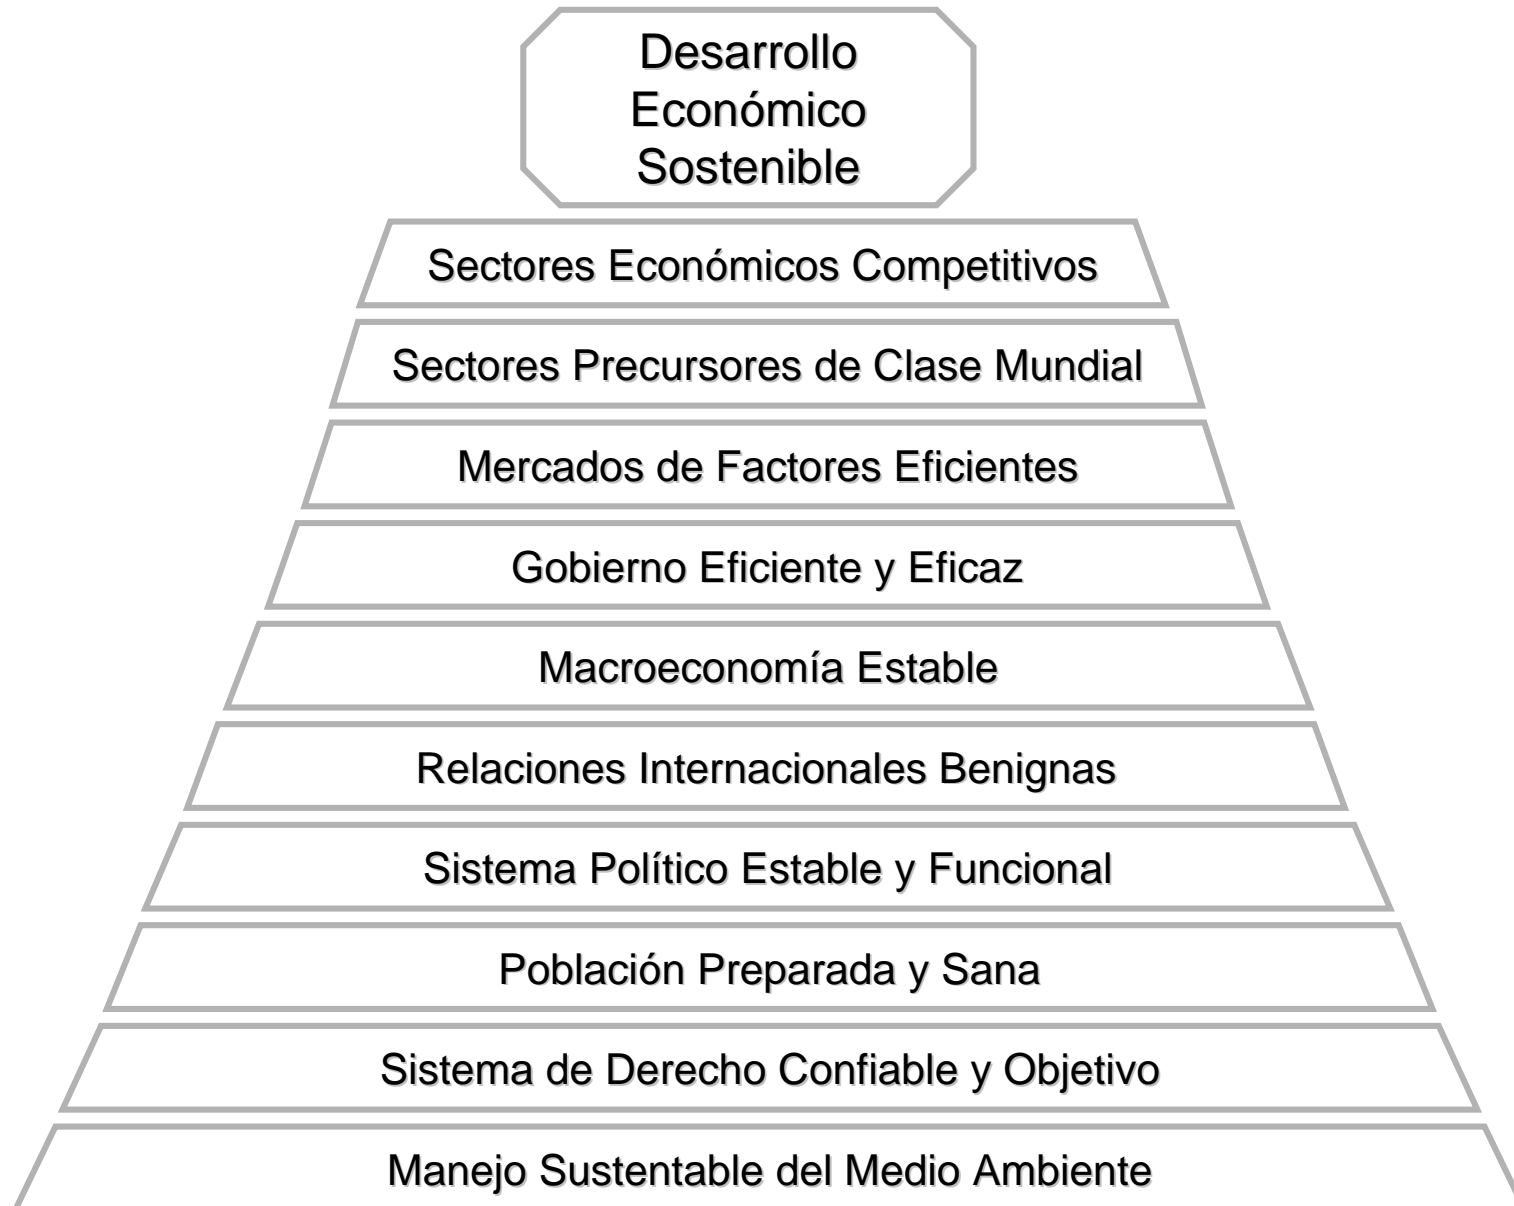 Desarrollo
Económico
Sostenible
Sectores Económicos Competitivos
Sectores Precursores de Clase Mundial
Mercados de Factores Eficientes
Gobierno Eficiente y Eficaz
Macroeconomía Estable
Relaciones Internacionales Benignas
Sistema Político Estable y Funcional
Población Preparada y Sana
Sistema de Derecho Confiable y Objetivo
Manejo Sustentable del Medio Ambiente